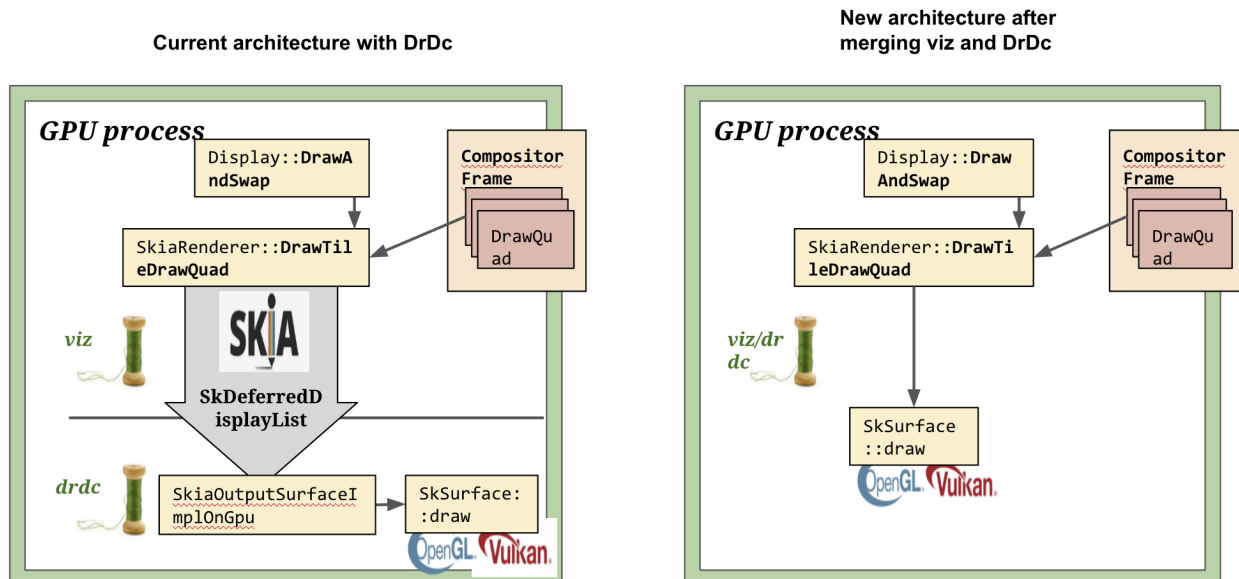 Current architecture with DrDc
GPU process
Display::DrawA
ndSwap
Compositor
Frame
DrawQu
ad
SkiaRenderer::DrawTil
eDrawQuad
SKiA
viz
SkDeferredD
isplayList
drdc
SkiaOutputSurfaceI
mplOnGpu
SkSurface:
:draw
OpenGL.
Vulkan.
New architecture after
merging viz and DrDc
GPU process
Display::Draw
AndSwap
Compositor
Frame
DrawQu
ad
SkiaRenderer::DrawTi
leDrawQuad
viz/dr
dc
SkSurface
::draw
OpenGL.
Vulkan.